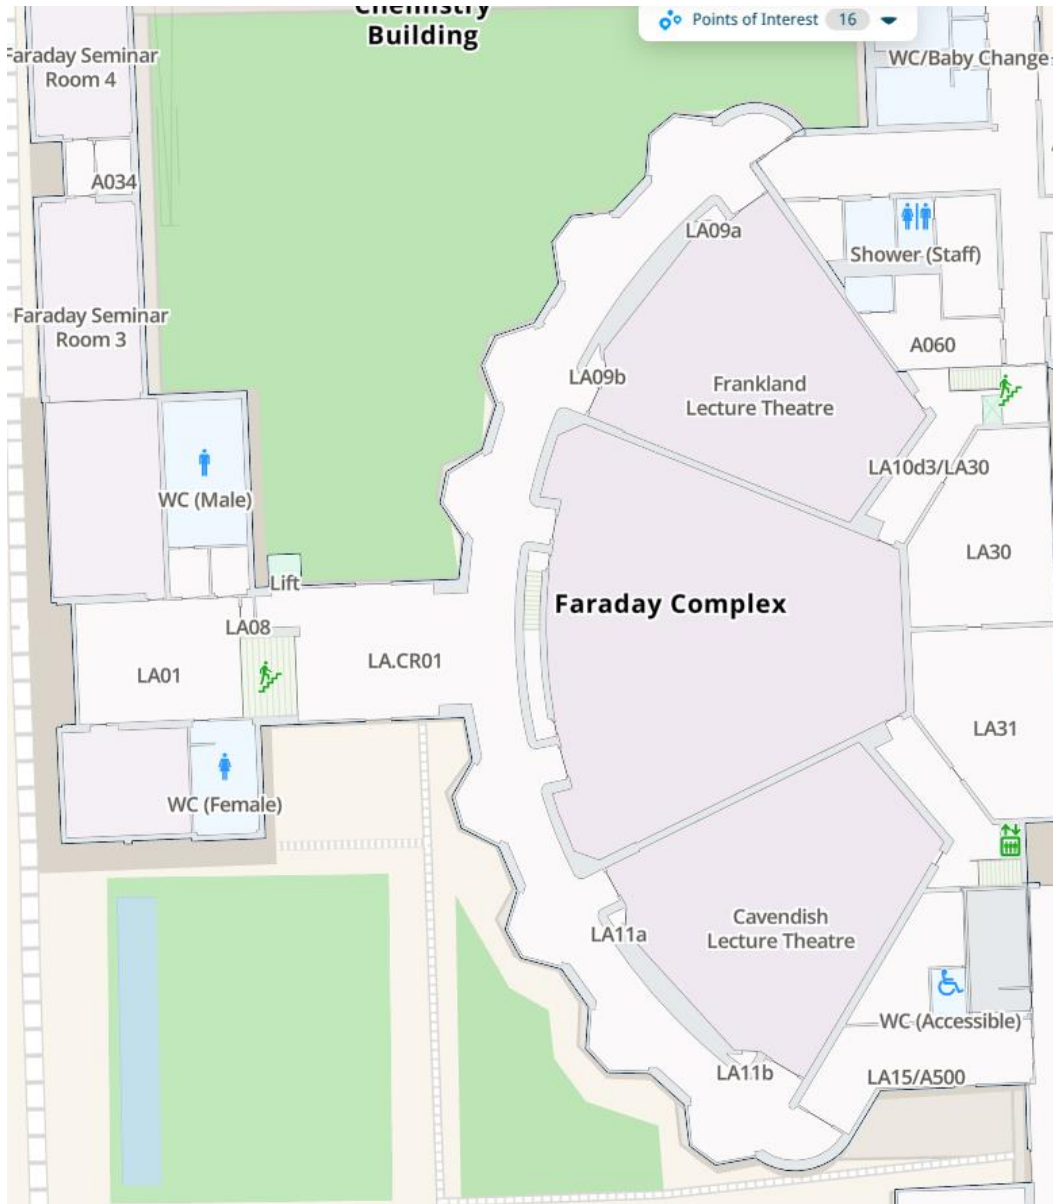 Chemistry
Building
Points of Interest 16
Faraday Seminar
Room 4
WC/Baby Change
A034
LA09a
Shower (Staff)
Faraday Seminar
Room 3
A060
LA09b
Frankland
Lecture Theatre
LA10d3/LA30
WC (Male)
LA30
Lift
Faraday Complex
LA08
LA.CR01
LA01
LA31
WC (Female)
Cavendish
Lecture Theatre
LA11a
WC (Accessible)
LA11b
LA15/A500